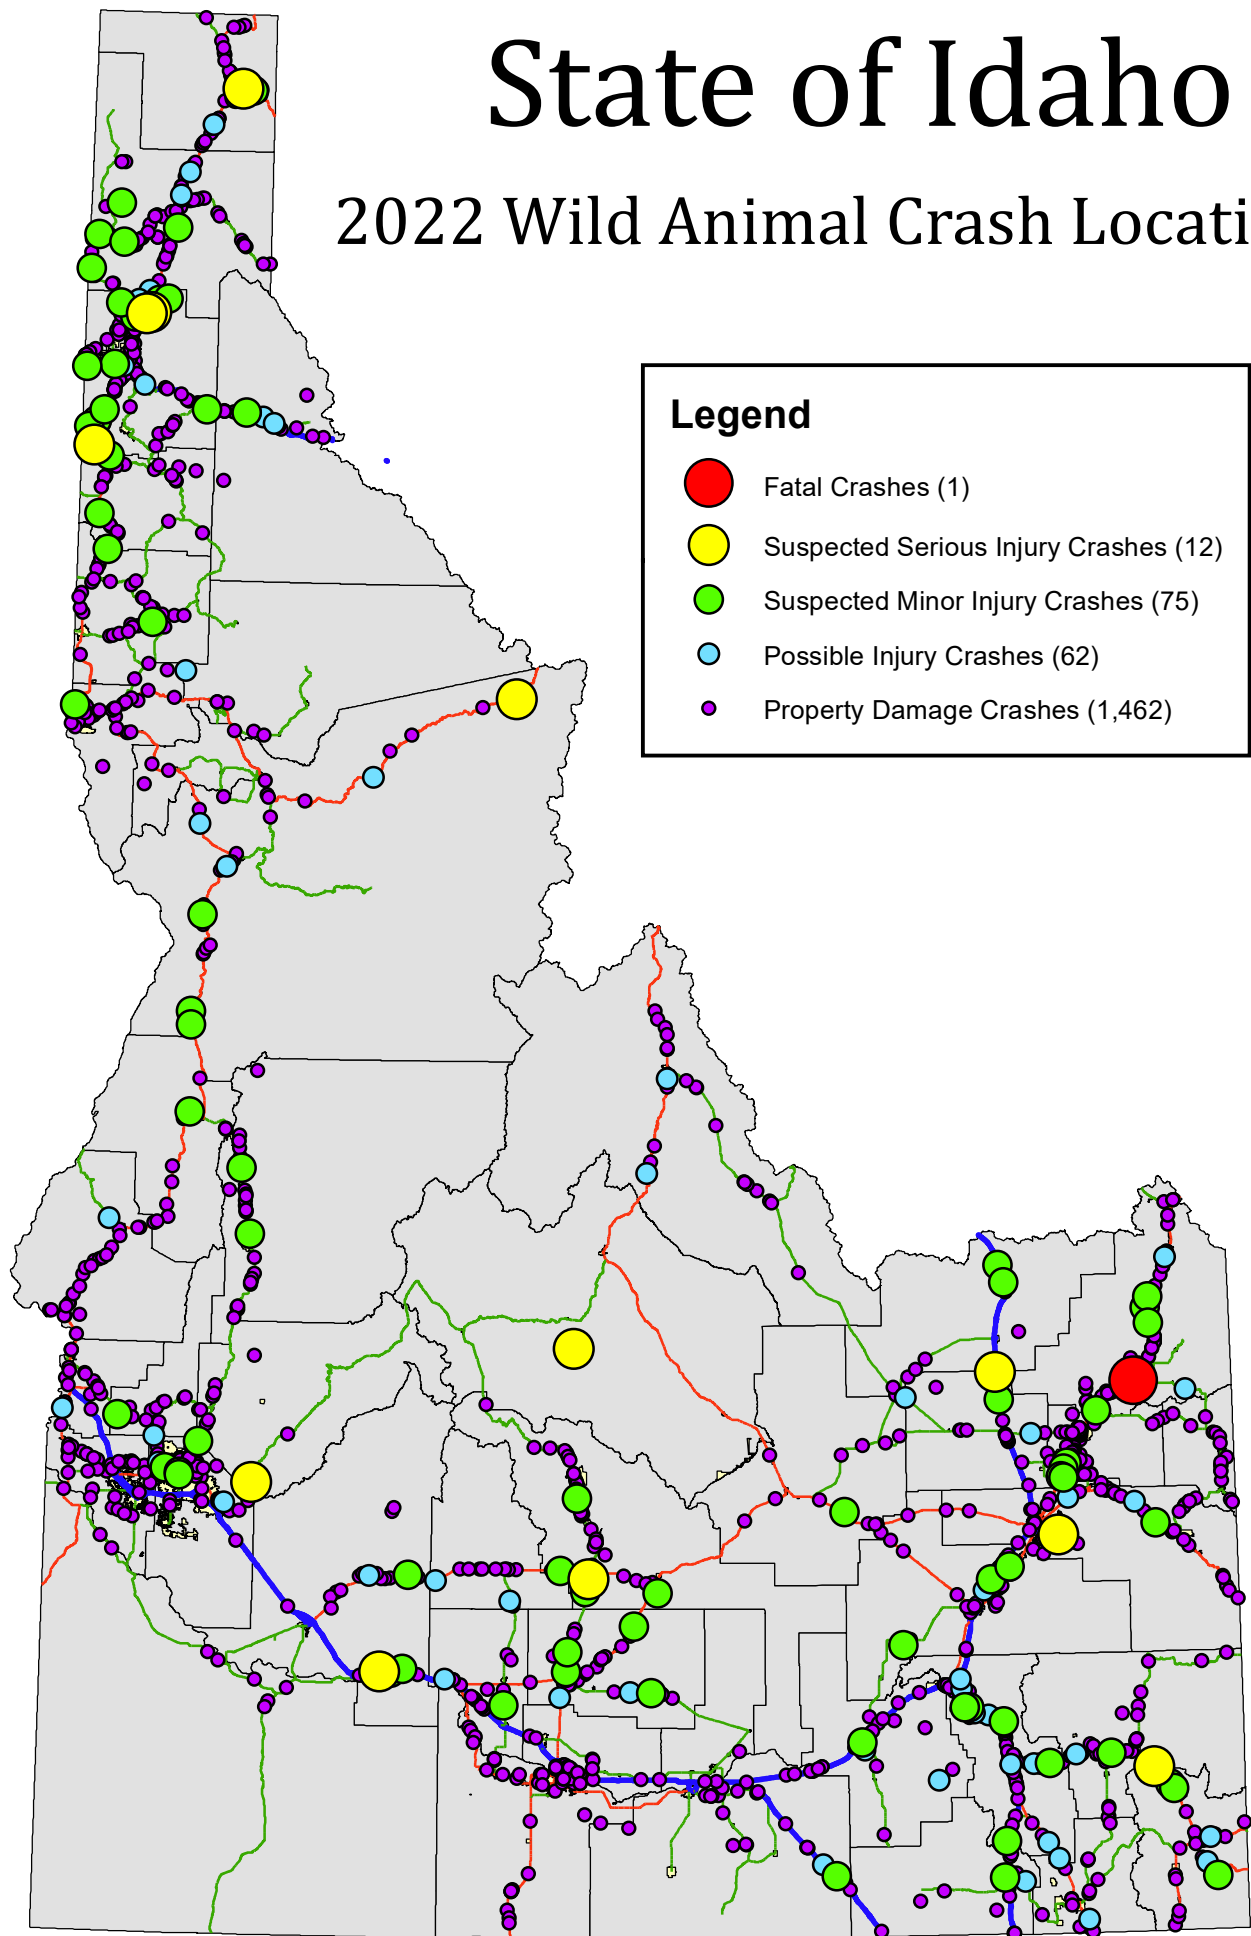 State of Idaho
2022 Wild Animal Crash Locati
Legend
Fatal Crashes (1)
Suspected Serious Injury Crashes (12)
Suspected Minor Injury Crashes (75)
Possible Injury Crashes (62)
Property Damage Crashes (1,462)